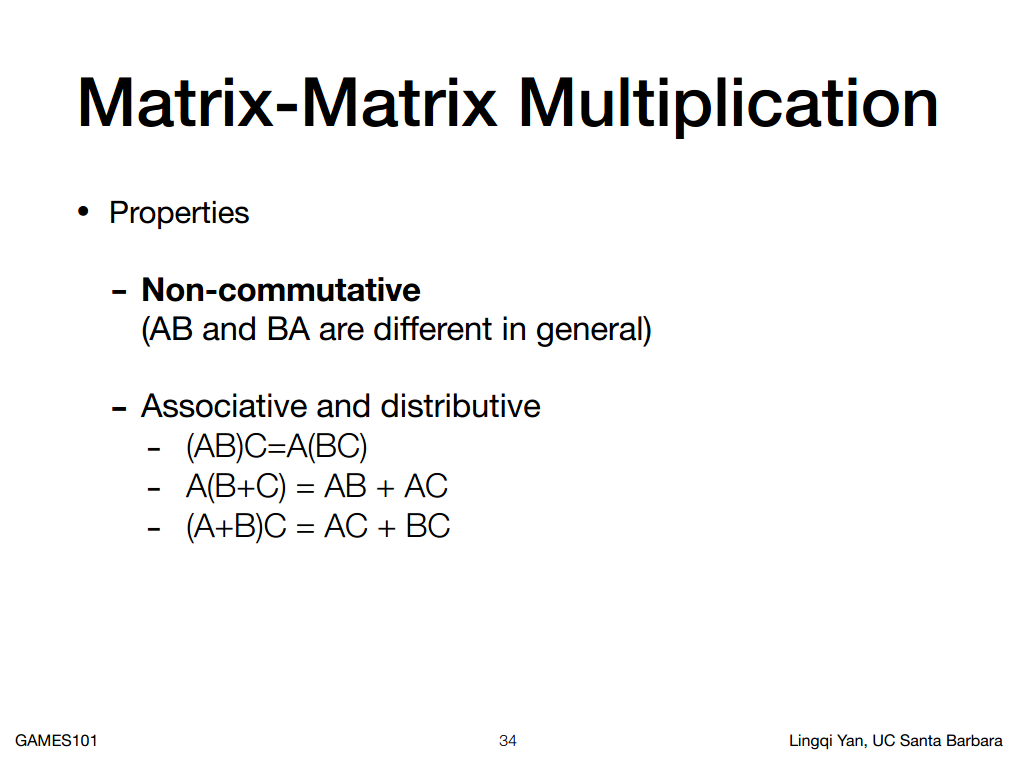 Matrix-Matrix Multiplication
• Properties
- Non-commutative
(AB and BA are different in general)
- Associative and distributive
- (AB)C=A(BC)
- A(B+C) = AB + AC
- (A+B)C = AC + BC
GAMES101
34
Lingqi Yan, UC Santa Barbara